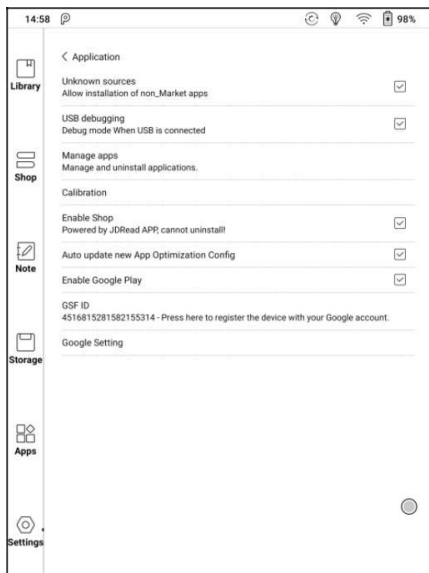 14:58
98%
Application
Library
Unknown sources
Allow installation of non_Market apps
USB debugging
Debug mode When USB is connected
Manage apps
Manage and uninstall applications.
Shop
Calibration
Enable Shop
Powered by JDRead APP, cannot uninstall!
Auto update new App Optimization Config
Note
Enable Google Play
GSF ID
4516815281582155314 - Press here to register the device with your Google account.
Google Setting
Storage
Apps
Settings